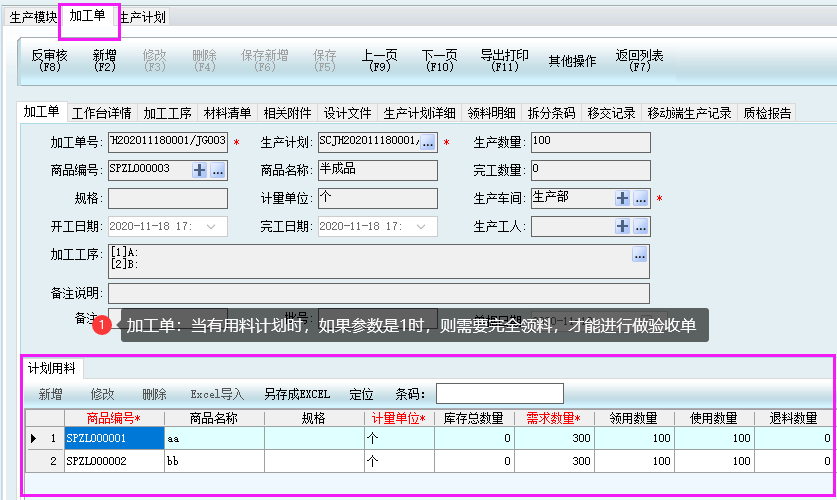 生产模块 加工单 生产计划
反审核 新增 修改 删除 保存新增 保存 上一页 下一页 导出打印 其他操作 返回列表
(F8) (F2) (F3) (F4) (F6) (F5) (F9) (F10) (F11) (F7)
加工单 工作台详情 加工工序 材料清单 相关附件 设计文件 生产计划详细 领料明细 拆分条码 移交记录 移动端生产记录 质检报告
加工单号: H202011180001/JG003 * 生产计划: SCJH202011180001/ ... * 生产数量: 100
商品编号: SPZL000003 + ... 商品名称: 半成品 完工数量: 0
规格: 计量单位: 个 生产车间: 生产部 + ... *
开工日期: 2020-11-18 17: 完工日期: 2020-11-18 17: 生产工人: + ...
加工工序: [1]A: ...
[2]B:
备注说明:
备注
1 加工单：当有用料计划时，如果参数是1时，则需要完全领料，才能进行做验收单
计划用料
新增 修改 删除 Excel导入 另存成EXCEL 定位 条码:
商品编号* 商品名称 规格 计量单位* 库存总数量 需求数量* 领用数量 使用数量 退料数量
1 SPZL000001 aa 个 0 300 100 100 0
2 SPZL000002 bb 个 0 300 100 100 0